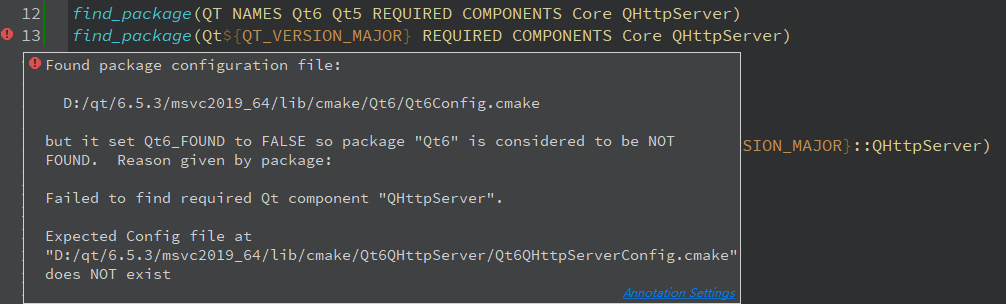 12 find_package(QT NAMES Qt6 Qt5 REQUIRED COMPONENTS Core QHttpServer)
13 find_package(Qt${QT_VERSION_MAJOR} REQUIRED COMPONENTS Core QHttpServer)
Found package configuration file:
D:/qt/6.5.3/msvc2019_64/lib/cmake/Qt6/Qt6Config.cmake
but it set Qt6_FOUND to FALSE so package "Qt6" is considered to be NOT
SION_MAJOR}::QHttpServer)
FOUND.  Reason given by package:
Failed to find required Qt component "QHttpServer".
Expected Config file at
"D:/qt/6.5.3/msvc2019_64/lib/cmake/Qt6QHttpServer/Qt6QHttpServerConfig.cmake"
does NOT exist
Annotation Settings